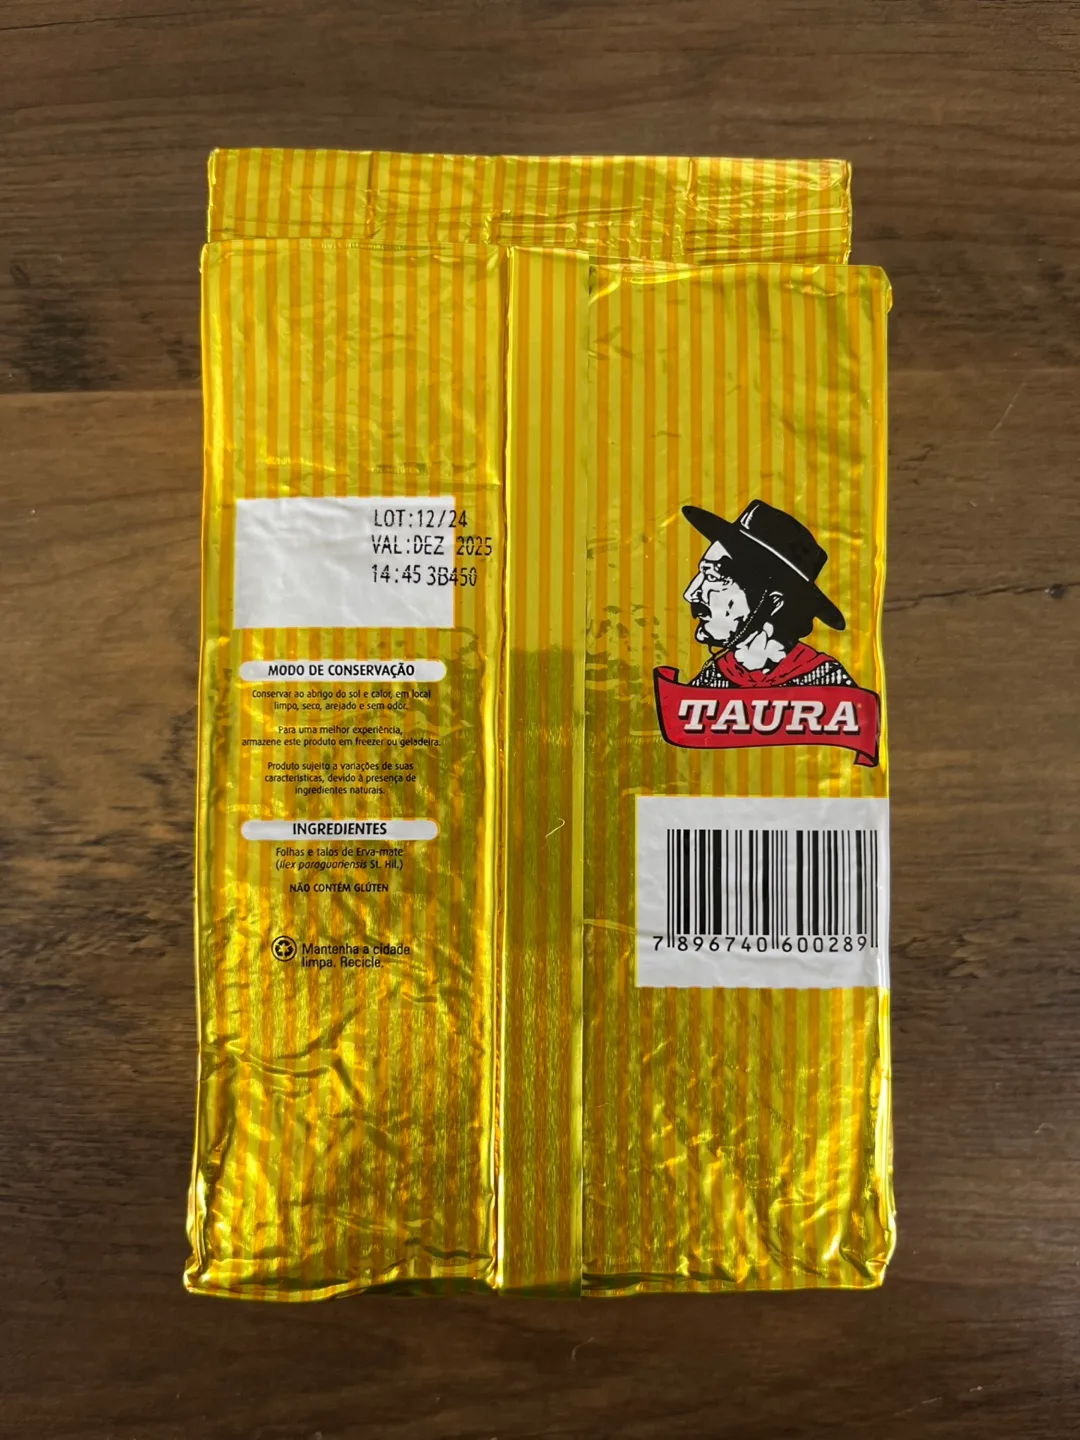 LOT:12/24
VAL:DEZ 2025
14:45 3B450
MODO DE CONSERVAÇÃO
Conservar ao abrigo do sol e calor, em local
limpo, seco, arejado e sem odor.
Para uma melhor experiência,
armazene este produto em freezer ou geladeira.
Produto sujeito a variações de suas
características, devido à presença de
ingredientes naturais.
INGREDIENTES
Folhas e talos de Erva-mate
(Ilex paraguariensis St. Hil.)
NÃO CONTÉM GLÚTEN
Mantenha a cidade
limpa. Recicle.
TAURA
7 896740 600289